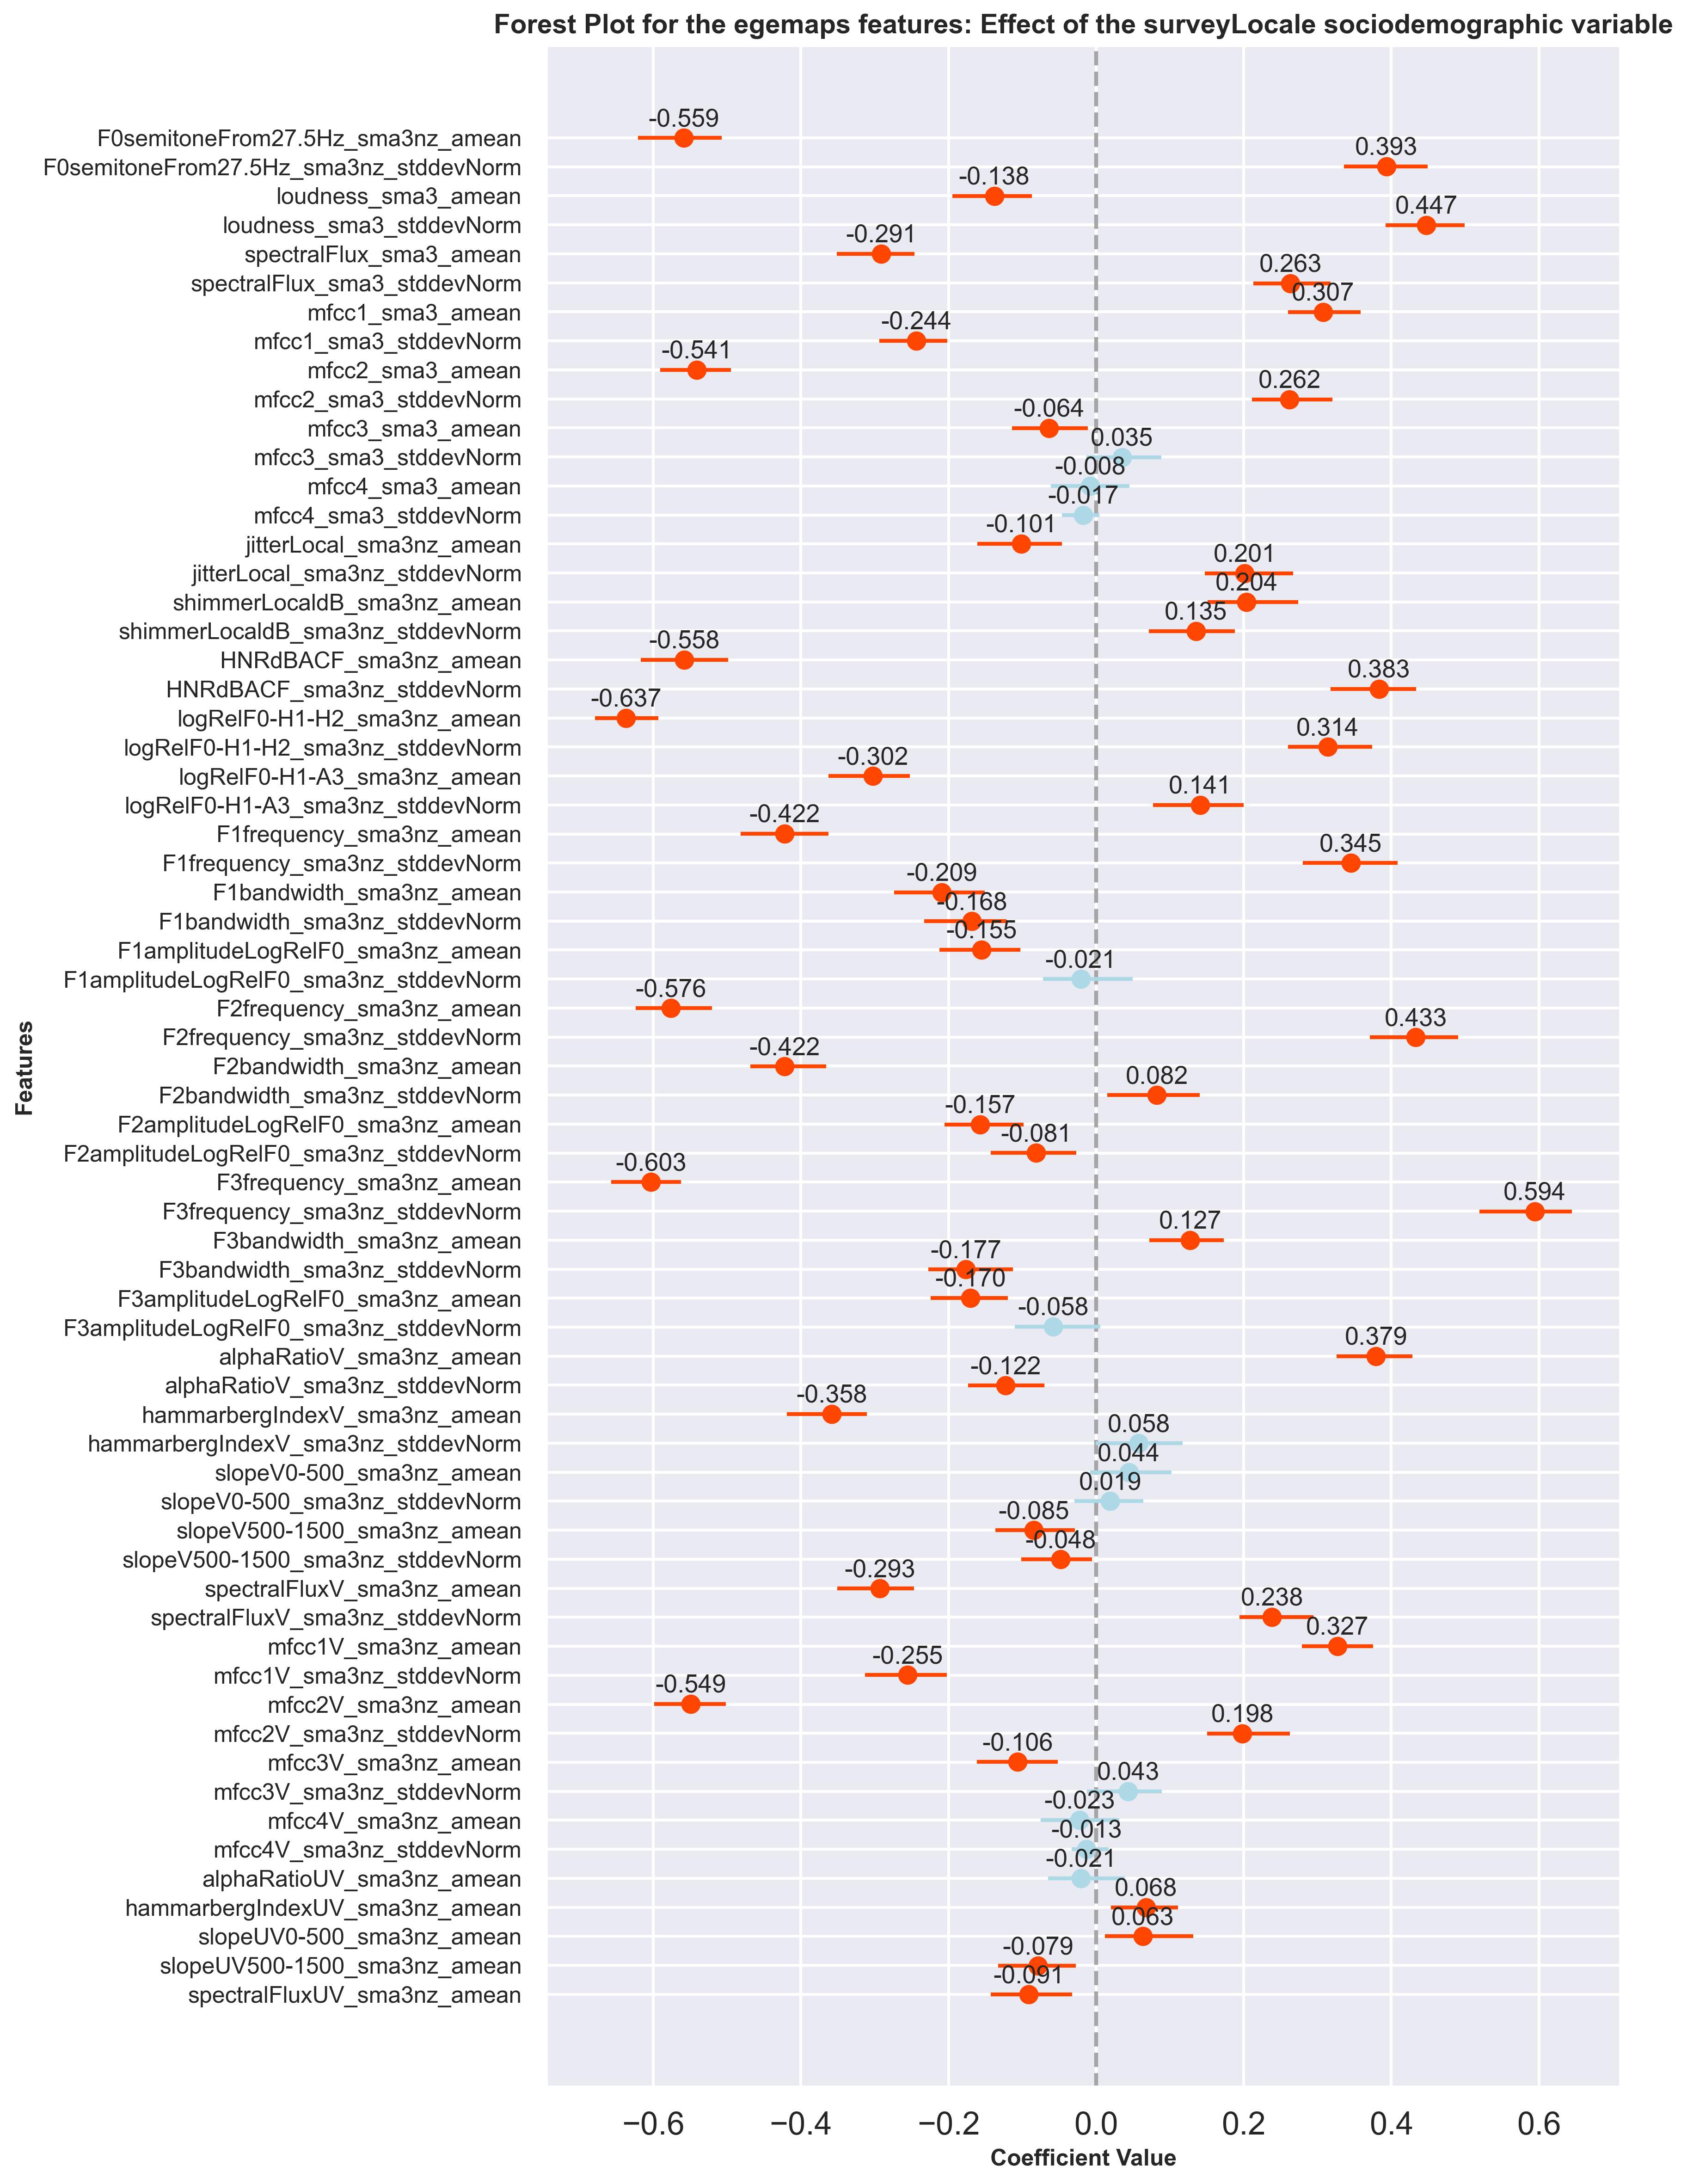 Forest Plot for the egemaps features: Effect of the surveyLocale sociodemographic variable
F0semitoneFrom27.5Hz_sma3nz_amean -0.559
F0semitoneFrom27.5Hz_sma3nz_stddevNorm 0.393
loudness_sma3_amean -0.138
loudness_sma3_stddevNorm 0.447
spectralFlux_sma3_amean -0.291
spectralFlux_sma3_stddevNorm 0.263
mfcc1_sma3_amean 0.307
mfcc1_sma3_stddevNorm -0.244
mfcc2_sma3_amean -0.541
mfcc2_sma3_stddevNorm 0.262
mfcc3_sma3_amean -0.064
mfcc3_sma3_stddevNorm 0.035
mfcc4_sma3_amean -0.008
mfcc4_sma3_stddevNorm -0.017
jitterLocal_sma3nz_amean -0.101
jitterLocal_sma3nz_stddevNorm 0.201
shimmerLocaldB_sma3nz_amean 0.204
shimmerLocaldB_sma3nz_stddevNorm 0.135
HNRdBACF_sma3nz_amean -0.558
HNRdBACF_sma3nz_stddevNorm 0.383
logRelF0-H1-H2_sma3nz_amean -0.637
logRelF0-H1-H2_sma3nz_stddevNorm 0.314
logRelF0-H1-A3_sma3nz_amean -0.302
logRelF0-H1-A3_sma3nz_stddevNorm 0.141
F1frequency_sma3nz_amean -0.422
F1frequency_sma3nz_stddevNorm 0.345
F1bandwidth_sma3nz_amean -0.209
F1bandwidth_sma3nz_stddevNorm -0.168
F1amplitudeLogRelF0_sma3nz_amean -0.155
F1amplitudeLogRelF0_sma3nz_stddevNorm -0.021
F2frequency_sma3nz_amean -0.576
F2frequency_sma3nz_stddevNorm 0.433
F2bandwidth_sma3nz_amean -0.422
F2bandwidth_sma3nz_stddevNorm 0.082
F2amplitudeLogRelF0_sma3nz_amean -0.157
F2amplitudeLogRelF0_sma3nz_stddevNorm -0.081
F3frequency_sma3nz_amean -0.603
F3frequency_sma3nz_stddevNorm 0.594
F3bandwidth_sma3nz_amean 0.127
F3bandwidth_sma3nz_stddevNorm -0.177
F3amplitudeLogRelF0_sma3nz_amean -0.170
F3amplitudeLogRelF0_sma3nz_stddevNorm -0.058
alphaRatioV_sma3nz_amean 0.379
alphaRatioV_sma3nz_stddevNorm -0.122
hammarbergIndexV_sma3nz_amean -0.358
hammarbergIndexV_sma3nz_stddevNorm 0.058
slopeV0-500_sma3nz_amean 0.044
slopeV0-500_sma3nz_stddevNorm 0.019
slopeV500-1500_sma3nz_amean -0.085
slopeV500-1500_sma3nz_stddevNorm -0.048
spectralFluxV_sma3nz_amean -0.293
spectralFluxV_sma3nz_stddevNorm 0.238
mfcc1V_sma3nz_amean 0.327
mfcc1V_sma3nz_stddevNorm -0.255
mfcc2V_sma3nz_amean -0.549
mfcc2V_sma3nz_stddevNorm 0.198
mfcc3V_sma3nz_amean -0.106
mfcc3V_sma3nz_stddevNorm 0.043
mfcc4V_sma3nz_amean -0.023
mfcc4V_sma3nz_stddevNorm -0.013
alphaRatioUV_sma3nz_amean -0.021
hammarbergIndexUV_sma3nz_amean 0.068
slopeUV0-500_sma3nz_amean 0.063
slopeUV500-1500_sma3nz_amean -0.079
spectralFluxUV_sma3nz_amean -0.091
Features
−0.6 −0.4 −0.2 0.0 0.2 0.4 0.6
Coefficient Value